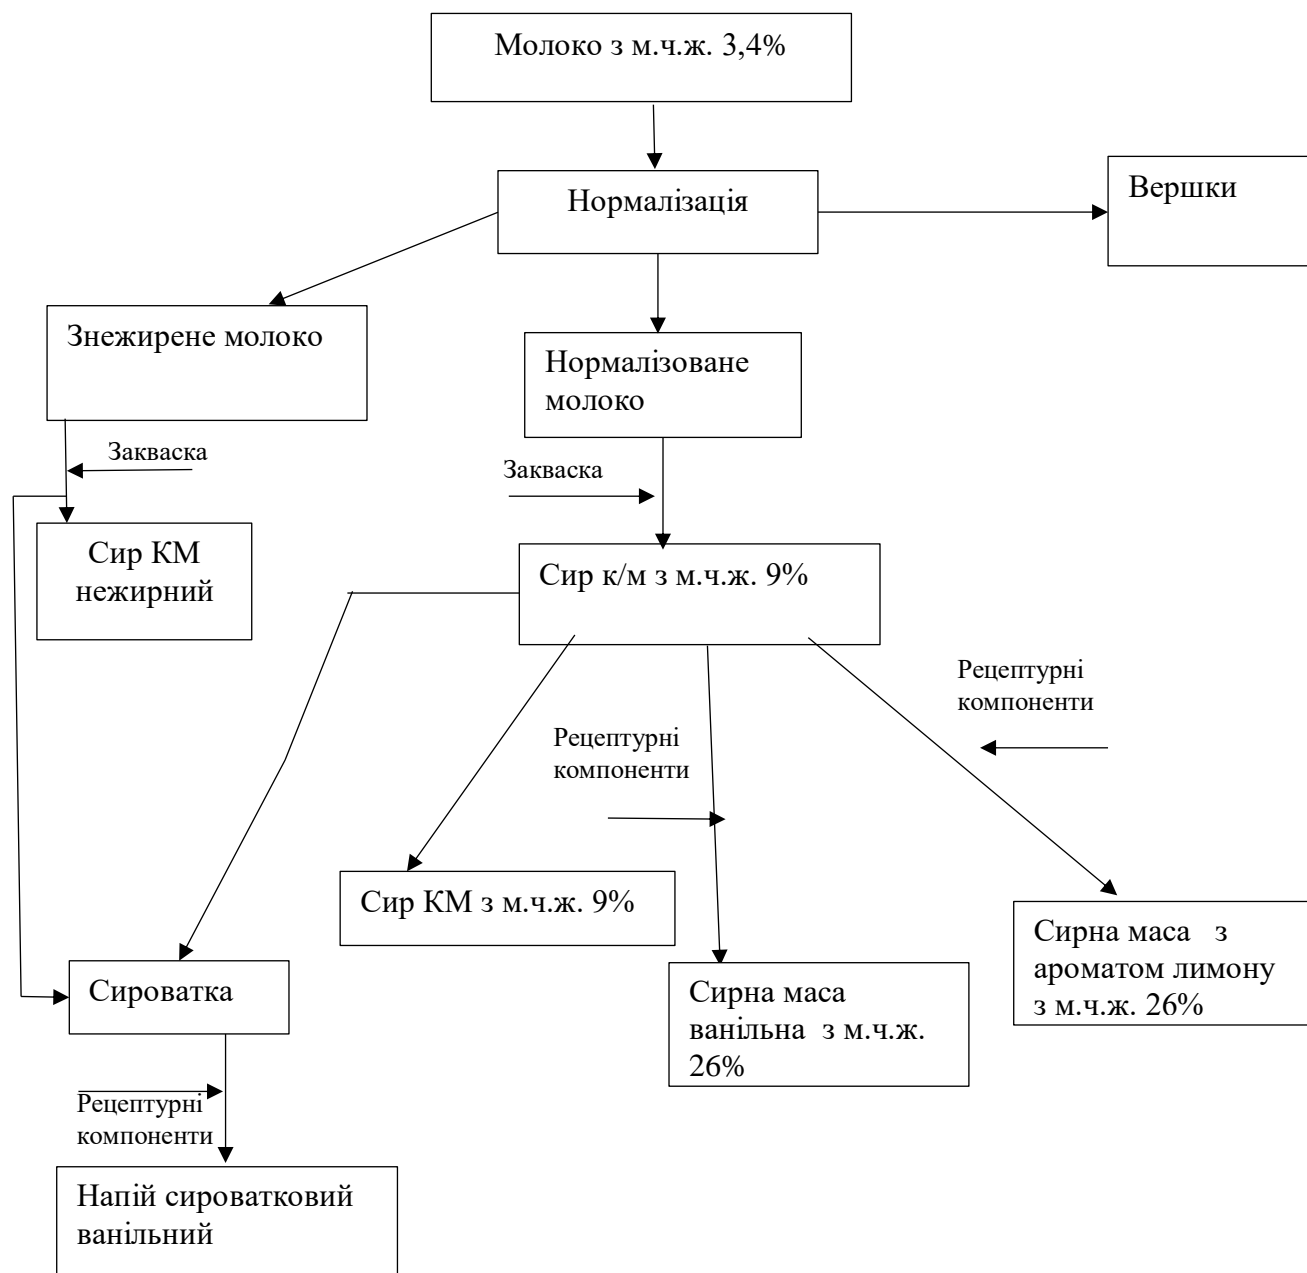 Молоко з м.ч.ж. 3,4%
Нормалізація
Вершки
Знежирене молоко
Нормалізоване
молоко
Закваска
Закваска
Сир КМ
нежирний
Сир к/м з м.ч.ж. 9%
Рецептурні
компоненти
Рецептурні
компоненти
Сир КМ з м.ч.ж. 9%
Сирна маса з
ароматом лимону
з м.ч.ж. 26%
Сироватка
Сирна маса
ванільна з м.ч.ж.
26%
Рецептурні
компоненти
Напій сироватковий
ванільний